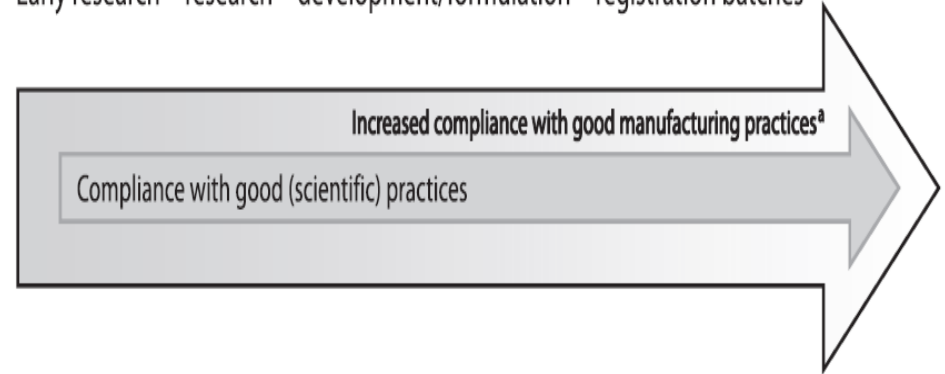 Early research – research – development/formulation – registration batches
Increased compliance with good manufacturing practicesᵃ
Compliance with good (scientific) practices